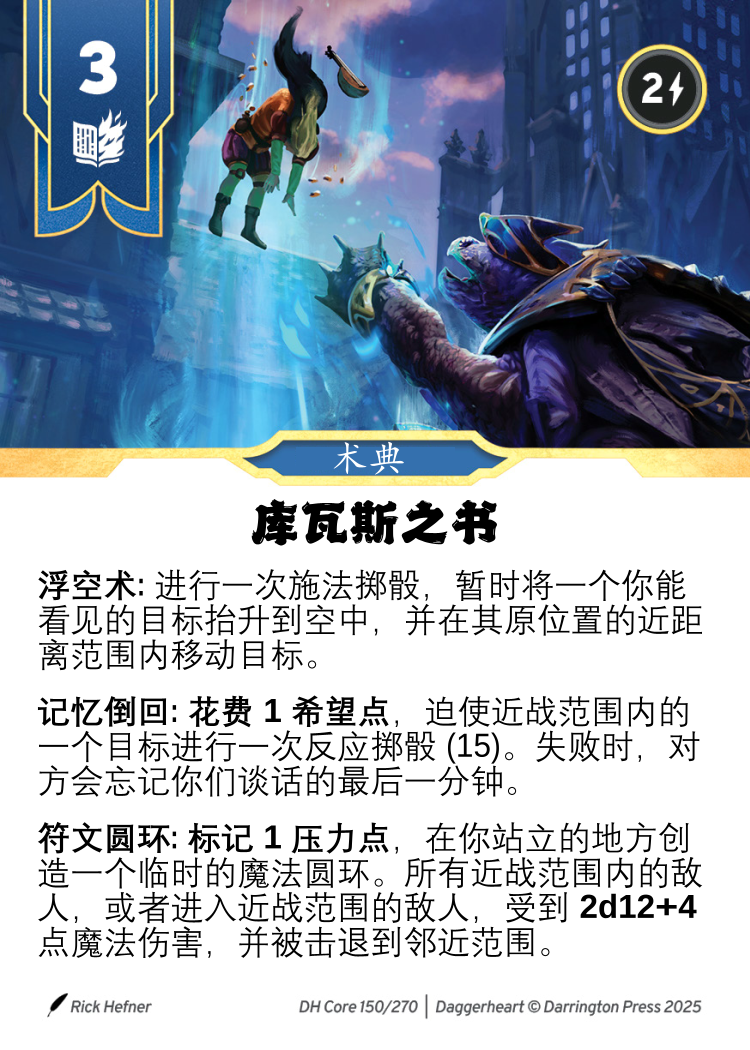 3
2
术典
库瓦斯之书
浮空术: 进行一次施法掷骰，暂时将一个你能
看见的目标抬升到空中，并在其原位置的近距
离范围内移动目标。
记忆倒回: 花费 1 希望点，迫使近战范围内的
一个目标进行一次反应掷骰 (15)。失败时，对
方会忘记你们谈话的最后一分钟。
符文圆环: 标记 1 压力点，在你站立的地方创
造一个临时的魔法圆环。所有近战范围内的敌
人，或者进入近战范围的敌人，受到 2d12+4
点魔法伤害，并被击退到邻近范围。
Rick Hefner
DH Core 150/270 | Daggerheart © Darrington Press 2025